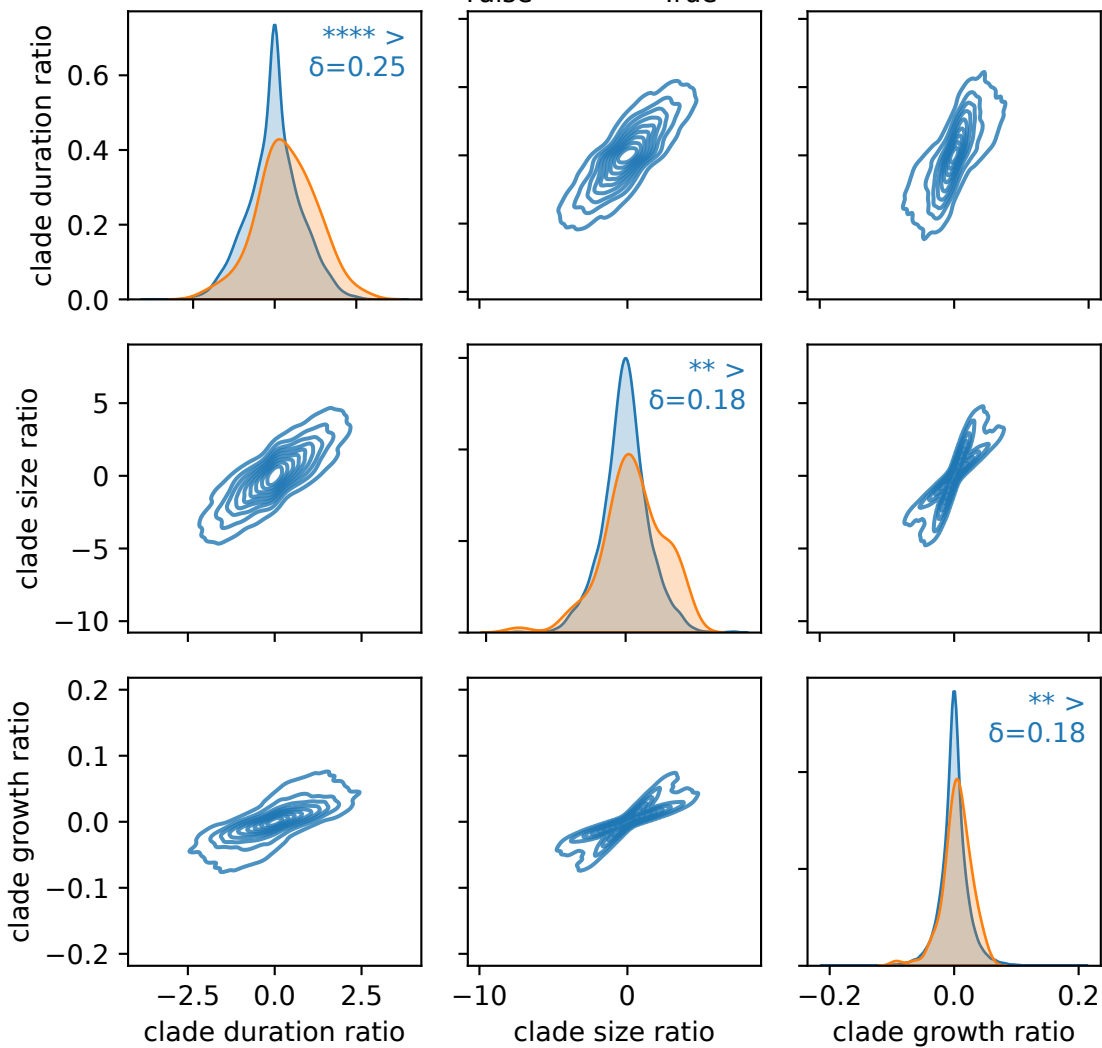 **** >
δ=0.25
clade duration ratio
0.6
0.4
0.2
0.0
** >
δ=0.18
clade size ratio
5
0
−5
−10
** >
δ=0.18
clade growth ratio
0.2
0.1
0.0
−0.1
−0.2
−2.5 0.0 2.5
−10 0
−0.2 0.0 0.2
clade duration ratio
clade size ratio
clade growth ratio